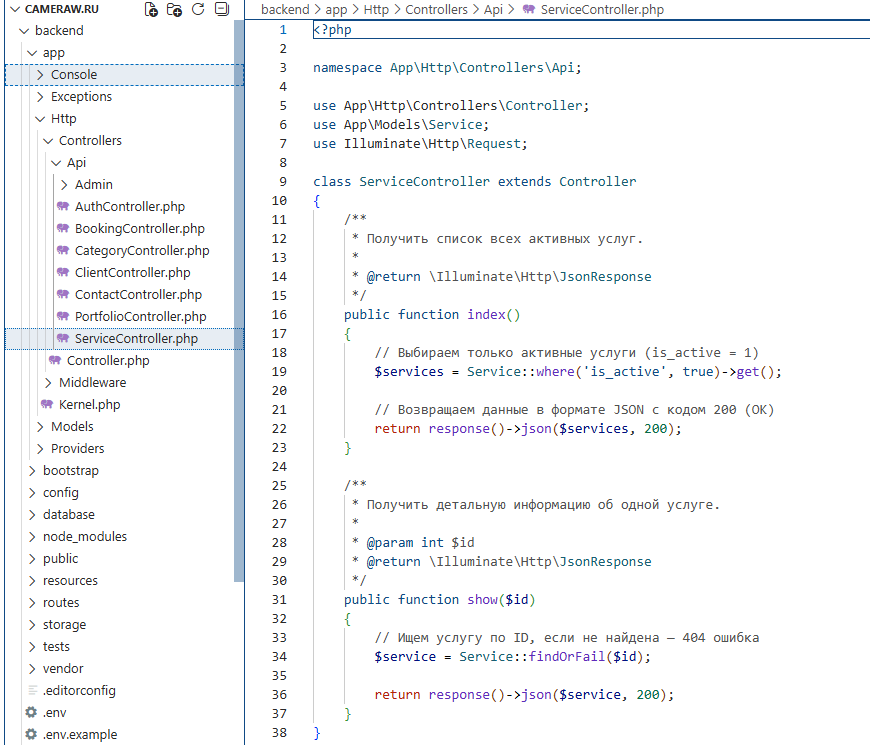 CAMERAW.RU
backend
app
Console
Exceptions
Http
Controllers
Api
Admin
AuthController.php
BookingController.php
CategoryController.php
ClientController.php
ContactController.php
PortfolioController.php
ServiceController.php
Controller.php
Middleware
Kernel.php
Models
Providers
bootstrap
config
database
node_modules
public
resources
routes
storage
tests
vendor
.editorconfig
.env
.env.example
backend > app > Http > Controllers > Api > ServiceController.php
1 <?php
2
3 namespace App\Http\Controllers\Api;
4
5 use App\Http\Controllers\Controller;
6 use App\Models\Service;
7 use Illuminate\Http\Request;
8
9 class ServiceController extends Controller
10 {
11     /**
12      * Получить список всех активных услуг.
13      *
14      * @return \Illuminate\Http\JsonResponse
15      */
16     public function index()
17     {
18         // Выбираем только активные услуги (is_active = 1)
19         $services = Service::where('is_active', true)->get();
20
21         // Возвращаем данные в формате JSON с кодом 200 (OK)
22         return response()->json($services, 200);
23     }
24
25     /**
26      * Получить детальную информацию об одной услуге.
27      *
28      * @param int $id
29      * @return \Illuminate\Http\JsonResponse
30      */
31     public function show($id)
32     {
33         // Ищем услугу по ID, если не найдена — 404 ошибка
34         $service = Service::findOrFail($id);
35
36         return response()->json($service, 200);
37     }
38 }